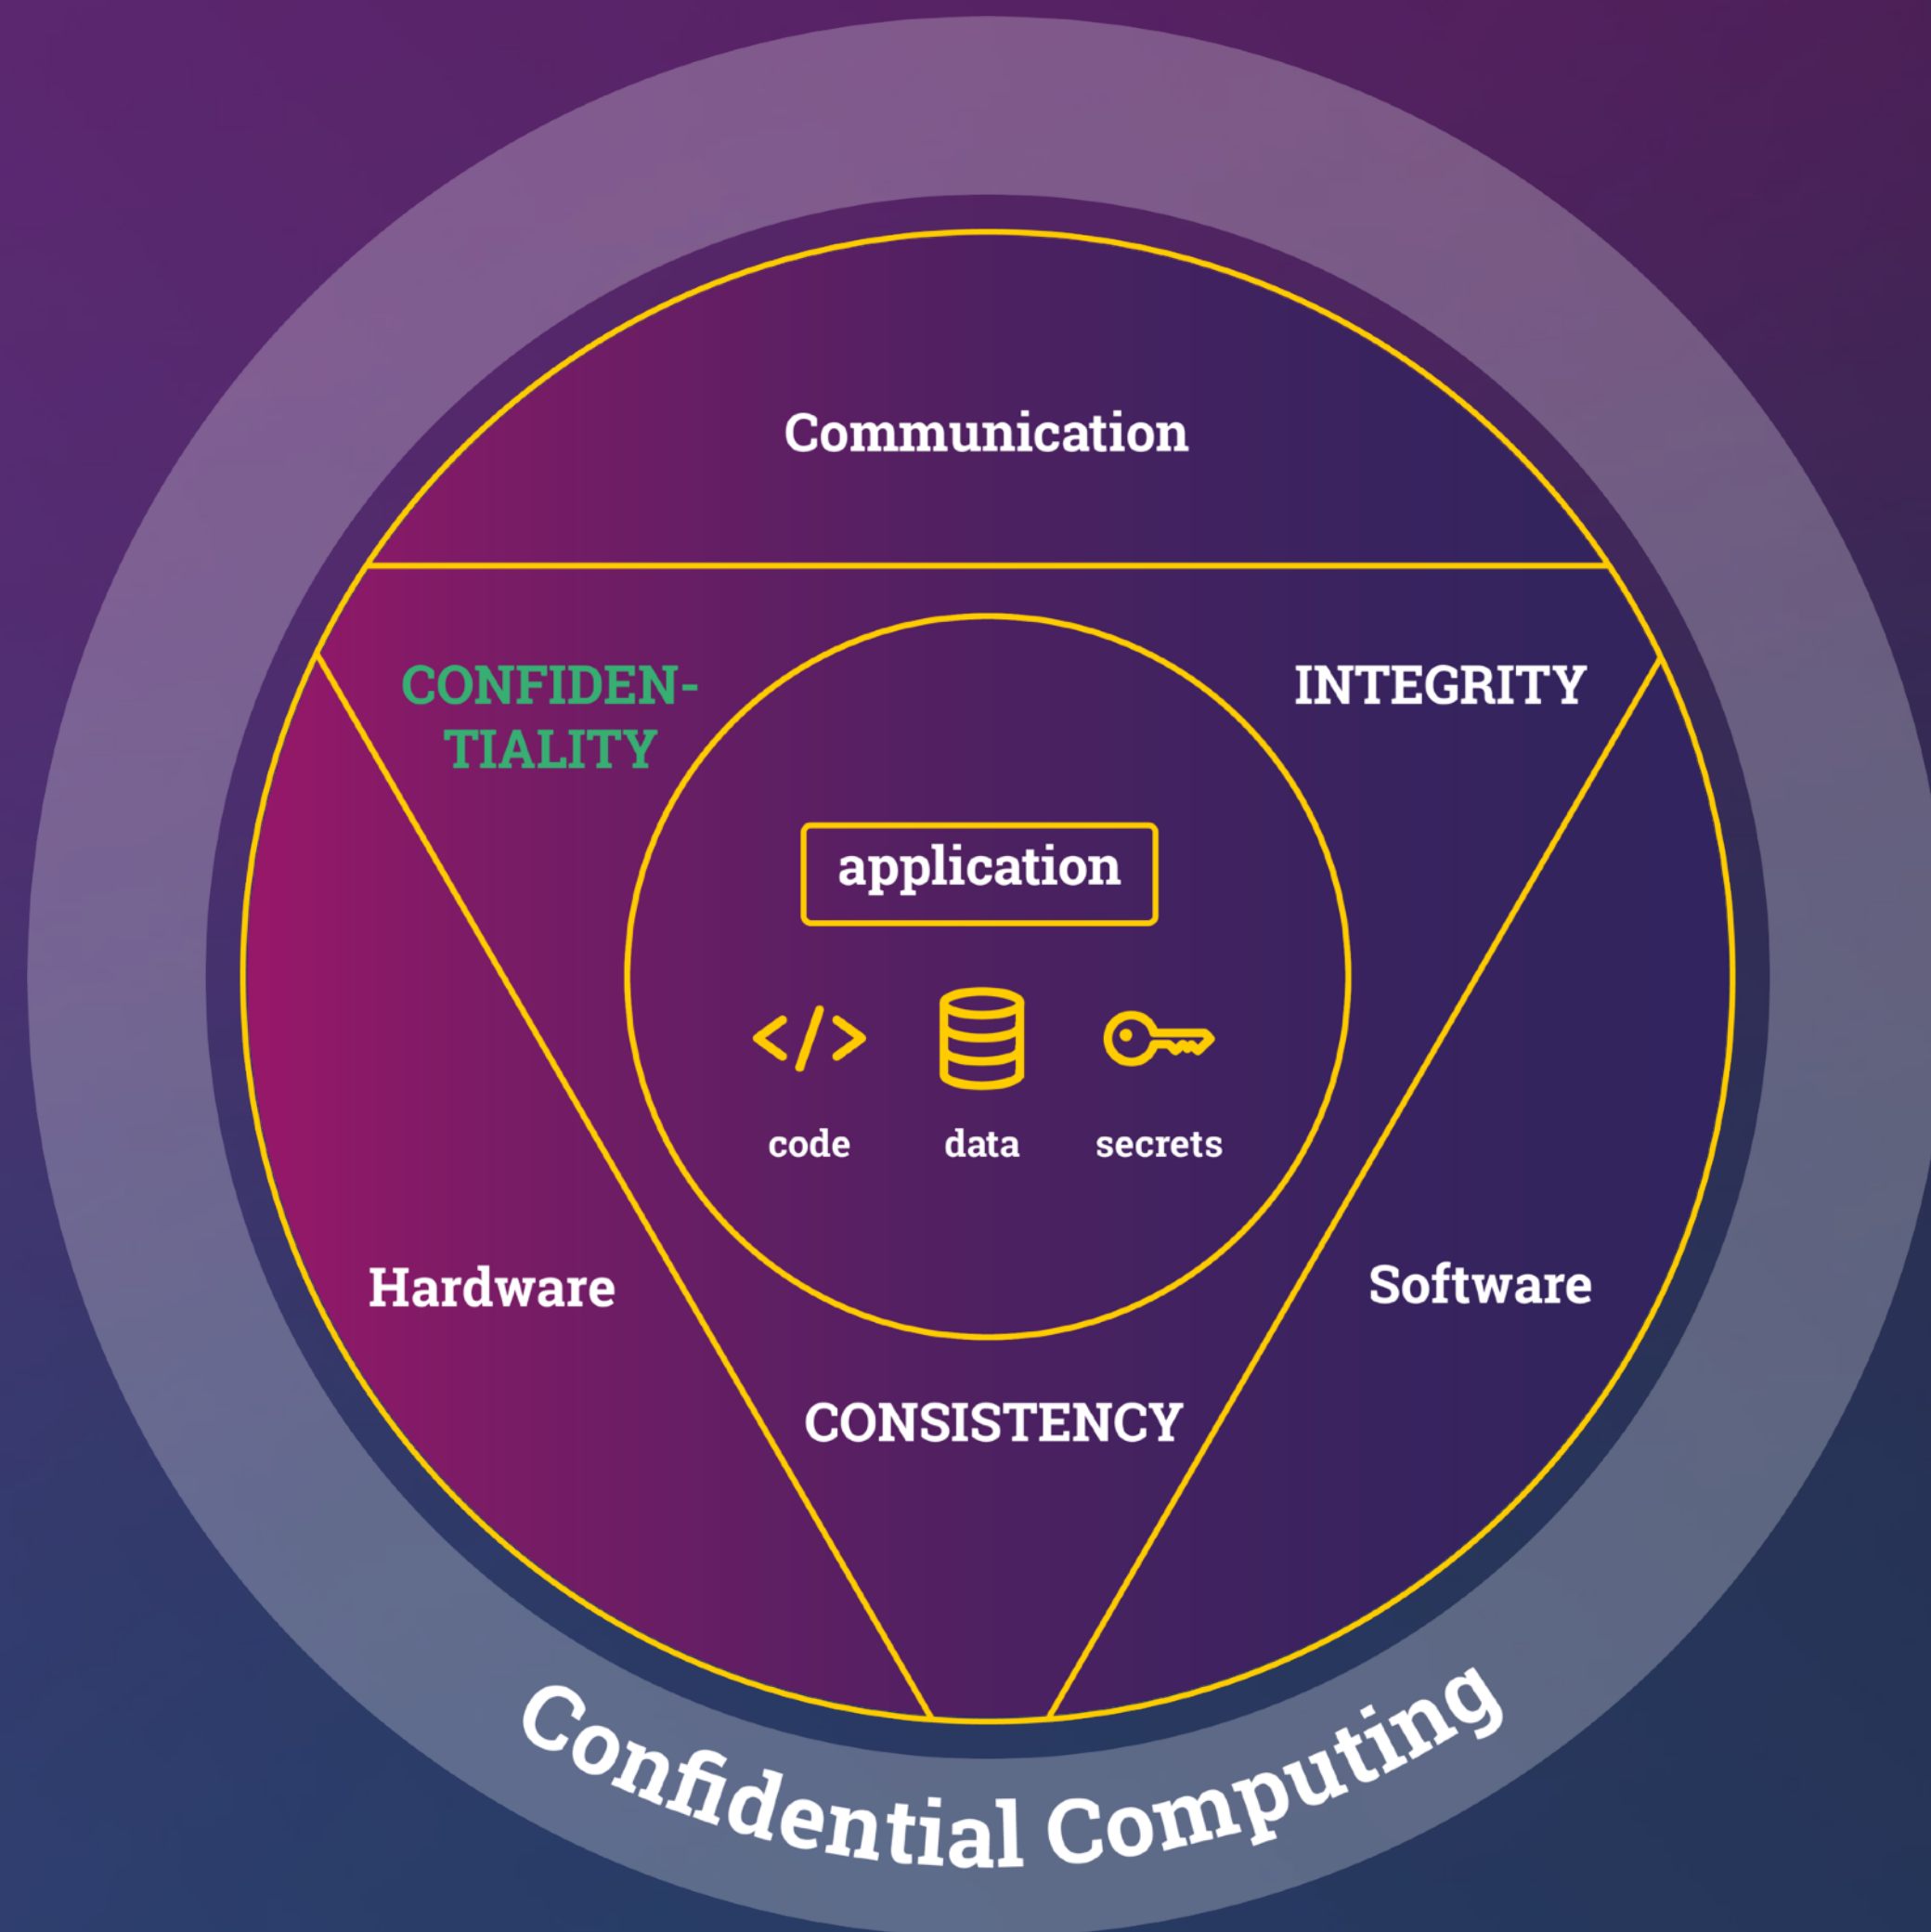 Communication
CONFIDEN-
TIALITY
INTEGRITY
application
code
data
secrets
Hardware
Software
CONSISTENCY
Confidential Computing